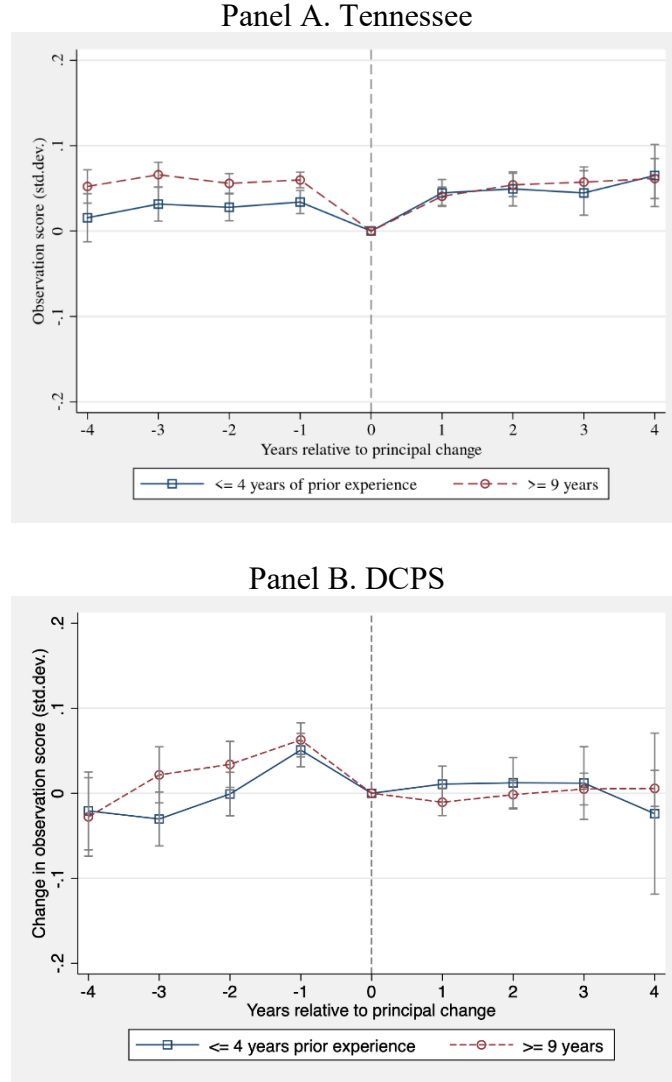 Panel A. Tennessee
Observation score (std.dev.)
.2
.1
0
-.1
-.2
-4 -3 -2 -1 0 1 2 3 4
Years relative to principal change
<= 4 years of prior experience >= 9 years
Panel B. DCPS
Change in observation score (std.dev.)
.2
.1
0
-.1
-.2
-4 -3 -2 -1 0 1 2 3 4
Years relative to principal change
<= 4 years prior experience >= 9 years